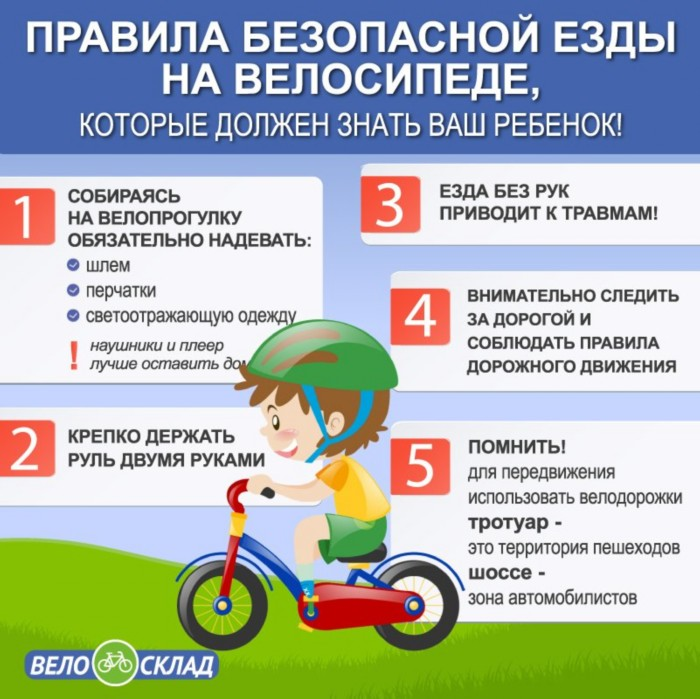 ПРАВИЛА БЕЗОПАСНОЙ ЕЗДЫ
НА ВЕЛОСИПЕДЕ,
КОТОРЫЕ ДОЛЖЕН ЗНАТЬ ВАШ РЕБЕНОК!
1
СОБИРАЯСЬ
НА ВЕЛОПРОГУЛКУ
ОБЯЗАТЕЛЬНО НАДЕВАТЬ:
шлем
перчатки
светоотражающую одежду
! наушники и плеер
лучше оставить
2
КРЕПКО ДЕРЖАТЬ
РУЛЬ ДВУМЯ РУКАМИ
3
ЕЗДА БЕЗ РУК
ПРИВОДИТ К ТРАВМАМ!
4
ВНИМАТЕЛЬНО СЛЕДИТЬ
ЗА ДОРОГОЙ И
СОБЛЮДАТЬ ПРАВИЛА
ДОРОЖНОГО ДВИЖЕНИЯ
5
ПОМНИТЬ!
для передвижения
использовать велодорожки
тротуар -
это территория пешеходов
шоссе -
зона автомобилистов
ВЕЛО СКЛАД